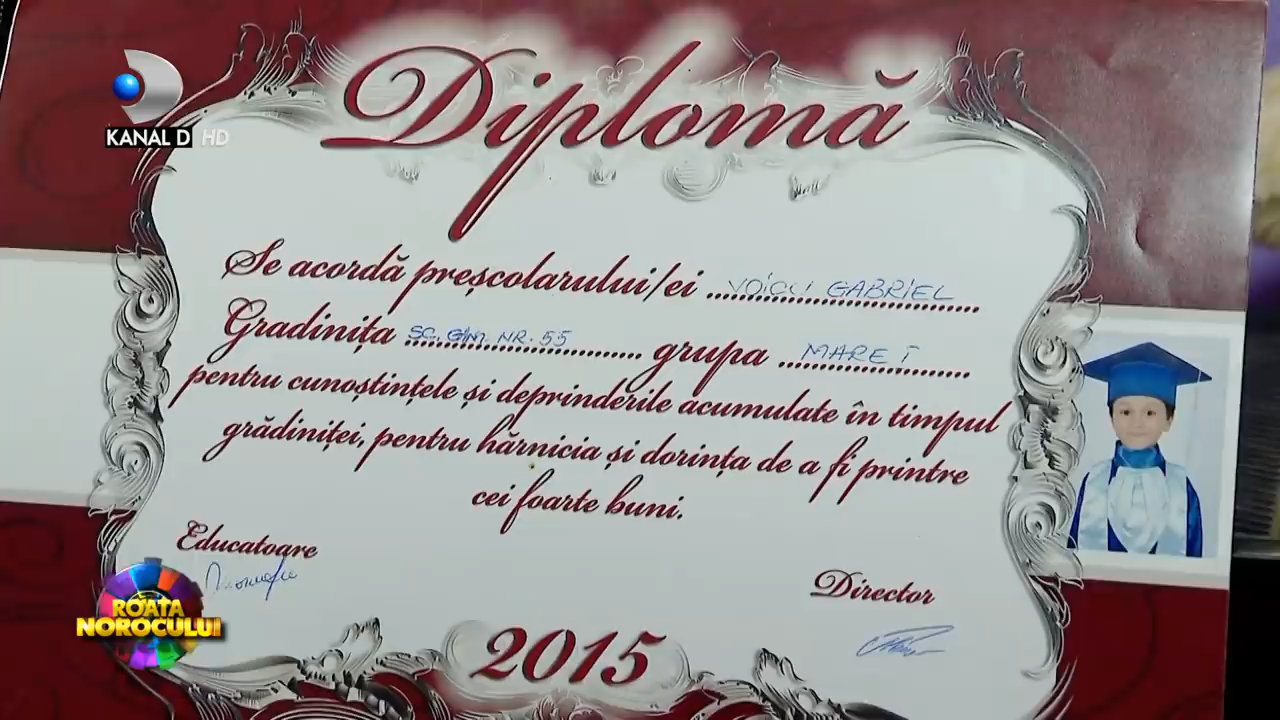 Diplomă
KANAL D HD
Se acordă preșcolarului/ei VOICU GABRIEL
Gradinița SC. GIM. NR. 55 grupa MARE I
pentru cunoștințele și deprinderile acumulate în timpul
grădiniței, pentru hărnicia și dorința de a fi printre
cei foarte buni.
Educatoare
Director
ROATA
NOROCULUI
2015